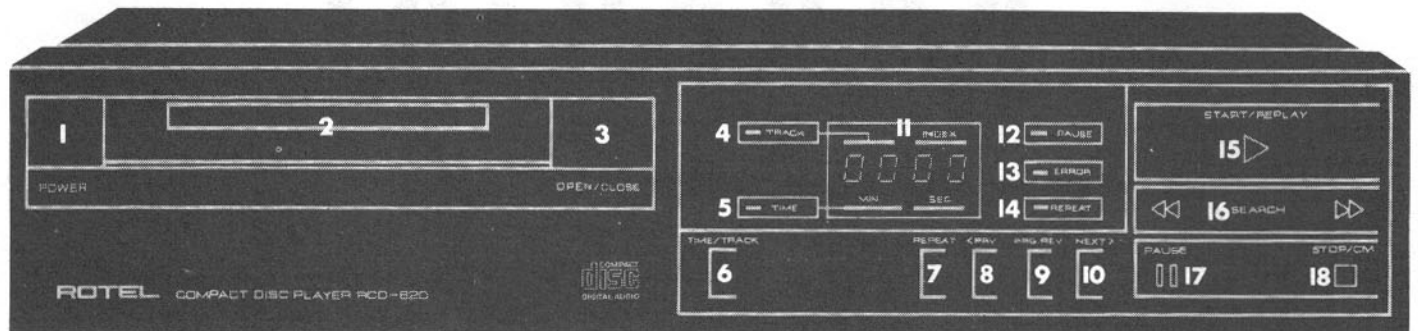 1
2
3
POWER
OPEN/CLOSE
ROTEL COMPACT DISC PLAYER RCD-820
COMPACT
disc
DIGITAL AUDIO
4 TRACK
11 INDEX
5 TIME
MIN SEC
12 PAUSE
13 ERROR
14 REPEAT
TIME/TRACK
6
REPEAT <PRV PRG REV NEXT>
7 8 9 10
START/REPLAY
15
16 SEARCH
PAUSE STOP/CM
17 18